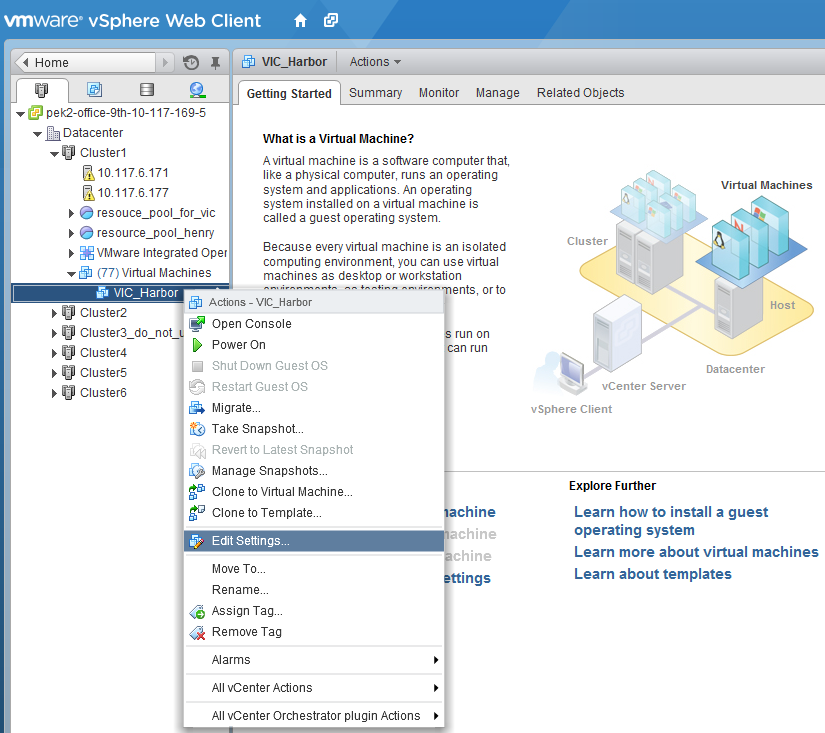 vmware® vSphere Web Client
Home
VIC_Harbor
Actions
Getting Started
Summary
Monitor
Manage
Related Objects
pek2-office-9th-10-117-169-5
Datacenter
Cluster1
10.117.6.171
10.117.6.177
resouce_pool_for_vic
resource_pool_henry
VMware Integrated Oper
(77) Virtual Machines
VIC_Harbor
Cluster2
Cluster3_do_not_u
Cluster4
Cluster5
Cluster6
What is a Virtual Machine?
A virtual machine is a software computer that,
like a physical computer, runs an operating
system and applications. An operating
system installed on a virtual machine is
called a guest operating system.
Because every virtual machine is an isolated
computing environment, you can use virtual
machines as desktop or workstation
environments, as testing environments, or to
s run on
can run
Virtual Machines
Cluster
Host
Datacenter
vCenter Server
vSphere Client
Actions - VIC_Harbor
Open Console
Power On
Shut Down Guest OS
Restart Guest OS
Migrate...
Take Snapshot...
Revert to Latest Snapshot
Manage Snapshots...
Clone to Virtual Machine...
Clone to Template...
Edit Settings...
Move To...
Rename...
Assign Tag...
Remove Tag
Alarms
All vCenter Actions
All vCenter Orchestrator plugin Actions
achine
achine
achine
ettings
Explore Further
Learn how to install a guest
operating system
Learn more about virtual machines
Learn about templates